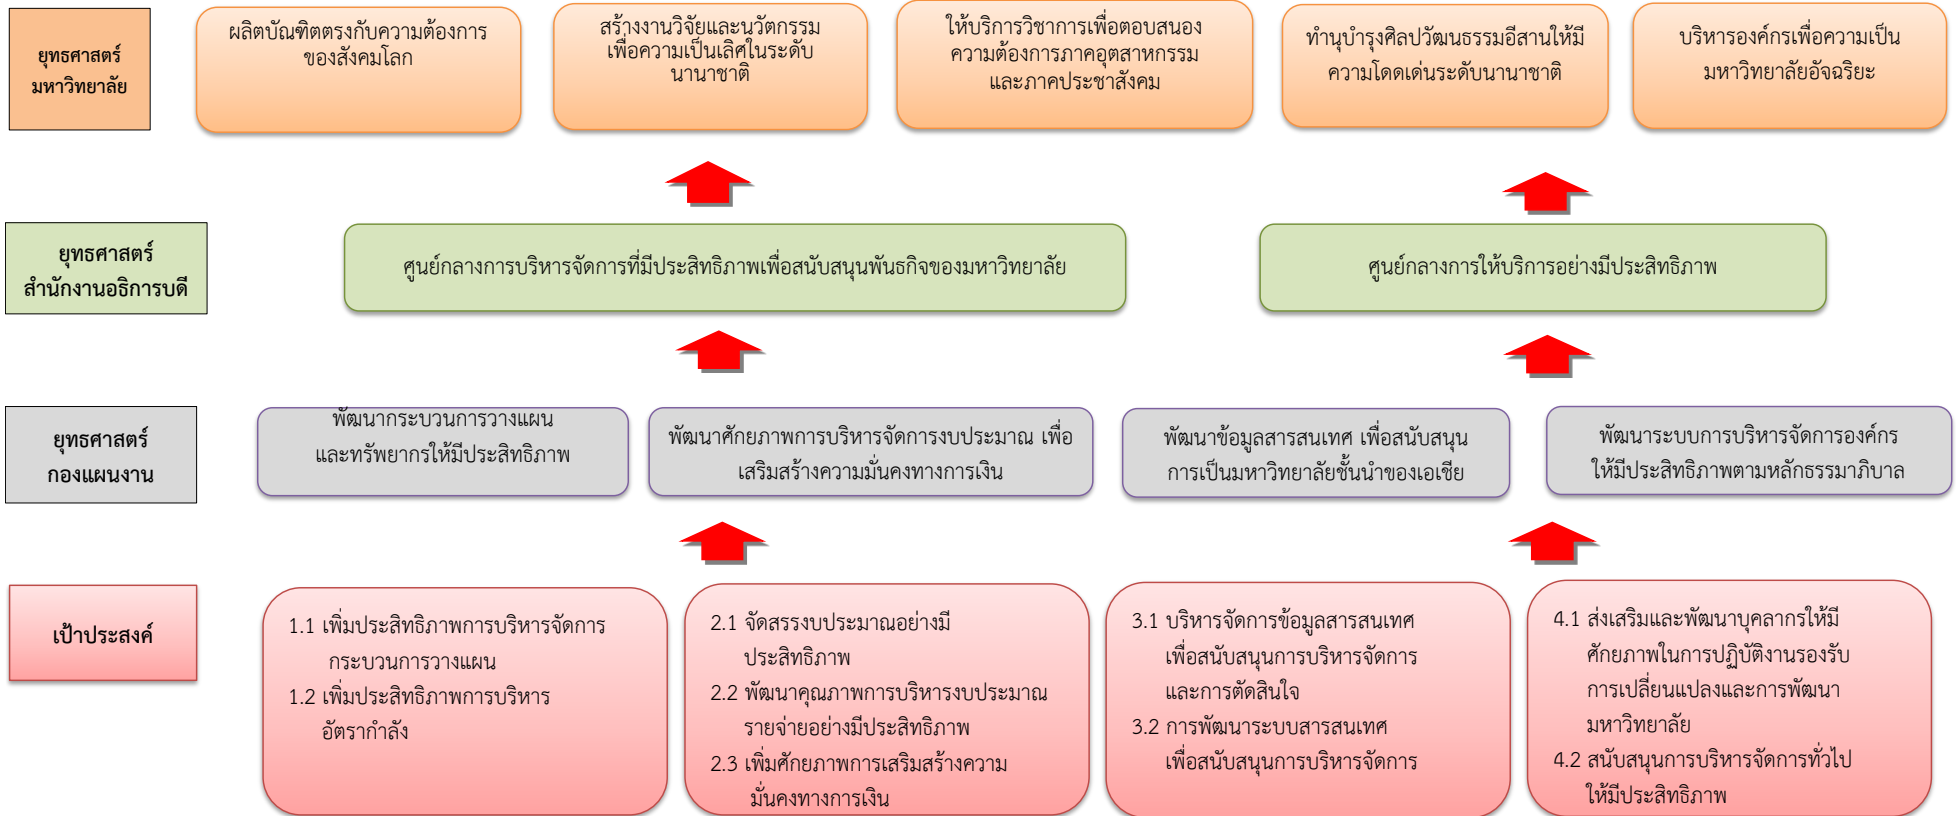 ยุทธศาสตร์
มหาวิทยาลัย
ผลิตบัณฑิตตรงกับความต้องการ
ของสังคมโลก
สร้างงานวิจัยและนวัตกรรม
เพื่อความเป็นเลิศในระดับ
นานาชาติ
ให้บริการวิชาการเพื่อตอบสนอง
ความต้องการภาคอุตสาหกรรม
และภาคประชาสังคม
ทำนุบำรุงศิลปวัฒนธรรมอีสานให้มี
ความโดดเด่นระดับนานาชาติ
บริหารองค์กรเพื่อความเป็น
มหาวิทยาลัยอัจฉริยะ
ยุทธศาสตร์
สำนักงานอธิการบดี
ศูนย์กลางการบริหารจัดการที่มีประสิทธิภาพเพื่อสนับสนุนพันธกิจของมหาวิทยาลัย
ศูนย์กลางการให้บริการอย่างมีประสิทธิภาพ
ยุทธศาสตร์
กองแผนงาน
พัฒนากระบวนการวางแผน
และทรัพยากรให้มีประสิทธิภาพ
พัฒนาศักยภาพการบริหารจัดการงบประมาณ เพื่อ
เสริมสร้างความมั่นคงทางการเงิน
พัฒนาข้อมูลสารสนเทศ เพื่อสนับสนุน
การเป็นมหาวิทยาลัยชั้นนำของเอเชีย
พัฒนาระบบการบริหารจัดการองค์กร
ให้มีประสิทธิภาพตามหลักธรรมาภิบาล
เป้าประสงค์
1.1 เพิ่มประสิทธิภาพการบริหารจัดการ
กระบวนการวางแผน
1.2 เพิ่มประสิทธิภาพการบริหาร
อัตรากำลัง
2.1 จัดสรรงบประมาณอย่างมี
ประสิทธิภาพ
2.2 พัฒนาคุณภาพการบริหารงบประมาณ
รายจ่ายอย่างมีประสิทธิภาพ
2.3 เพิ่มศักยภาพการเสริมสร้างความ
มั่นคงทางการเงิน
3.1 บริหารจัดการข้อมูลสารสนเทศ
เพื่อสนับสนุนการบริหารจัดการ
และการตัดสินใจ
3.2 การพัฒนาระบบสารสนเทศ
เพื่อสนับสนุนการบริหารจัดการ
4.1 ส่งเสริมและพัฒนาบุคลากรให้มี
ศักยภาพในการปฏิบัติงานรองรับ
การเปลี่ยนแปลงและการพัฒนา
มหาวิทยาลัย
4.2 สนับสนุนการบริหารจัดการทั่วไป
ให้มีประสิทธิภาพ